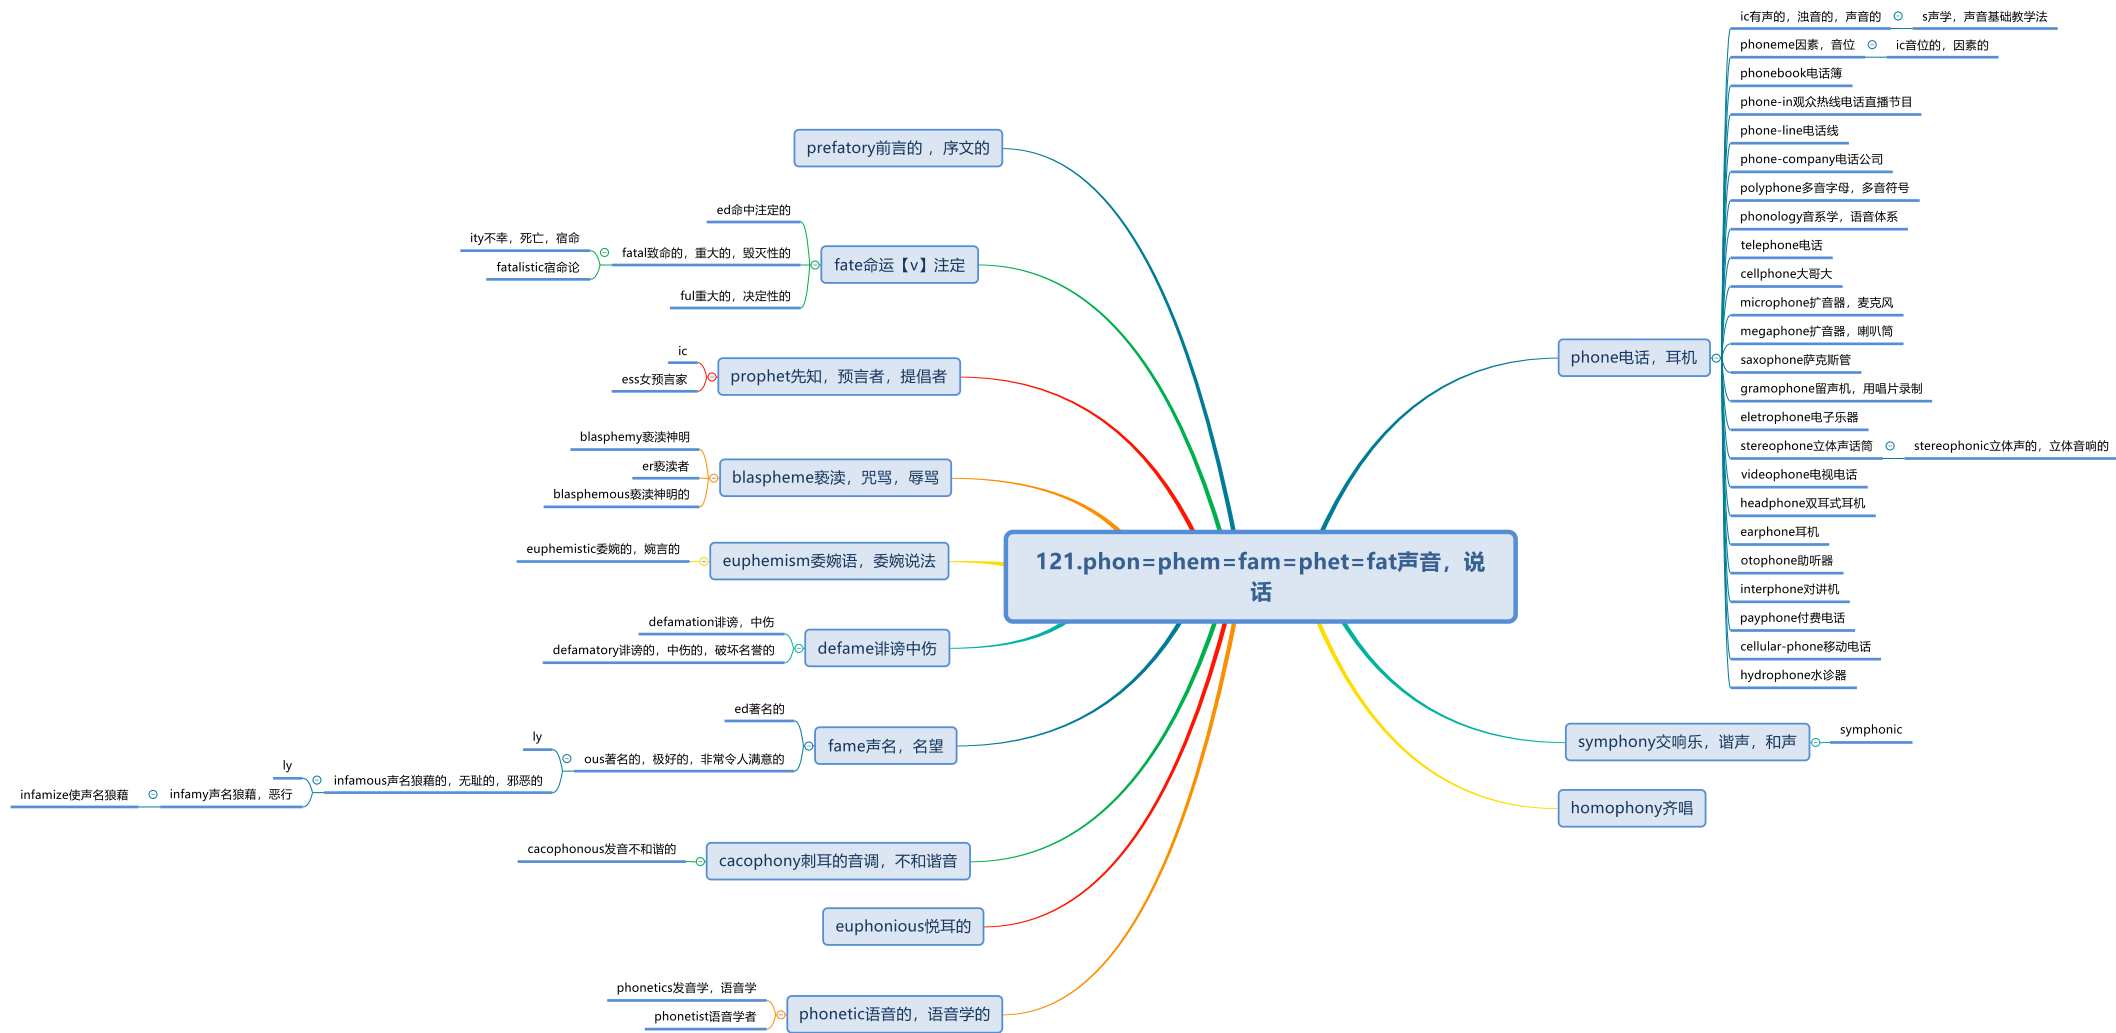 121.phon=phem=fam=phet=fat声音，说
话
phone电话，耳机
ic有声的，浊音的，声音的
s声学，声音基础教学法
phoneme因素，音位
ic音位的，因素的
phonebook电话簿
phone-in观众热线电话直播节目
phone-line电话线
phone-company电话公司
polyphone多音字母，多音符号
phonology音系学，语音体系
telephone电话
cellphone大哥大
microphone扩音器，麦克风
megaphone扩音器，喇叭筒
saxophone萨克斯管
gramophone留声机，用唱片录制
eletrophone电子乐器
stereophone立体声话筒
stereophonic立体声的，立体音响的
videophone电视电话
headphone双耳式耳机
earphone耳机
otophone助听器
interphone对讲机
payphone付费电话
cellular-phone移动电话
hydrophone水诊器
symphony交响乐，谐声，和声
symphonic
homophony齐唱
prefatory前言的 ，序文的
fate命运【v】注定
ed命中注定的
fatal致命的，重大的，毁灭性的
ity不幸，死亡，宿命
fatalistic宿命论
ful重大的，决定性的
prophet先知，预言者，提倡者
ic
ess女预言家
blaspheme亵渎，咒骂，辱骂
blasphemy亵渎神明
er亵渎者
blasphemous亵渎神明的
euphemism委婉语，委婉说法
euphemistic委婉的，婉言的
defame诽谤中伤
defamation诽谤，中伤
defamatory诽谤的，中伤的，破坏名誉的
fame声名，名望
ed著名的
ous著名的，极好的，非常令人满意的
ly
infamous声名狼藉的，无耻的，邪恶的
ly
infamy声名狼藉，恶行
infamize使声名狼藉
cacophony刺耳的音调，不和谐音
cacophonous发音不和谐的
euphonious悦耳的
phonetic语音的，语音学的
phonetics发音学，语音学
phonetist语音学者